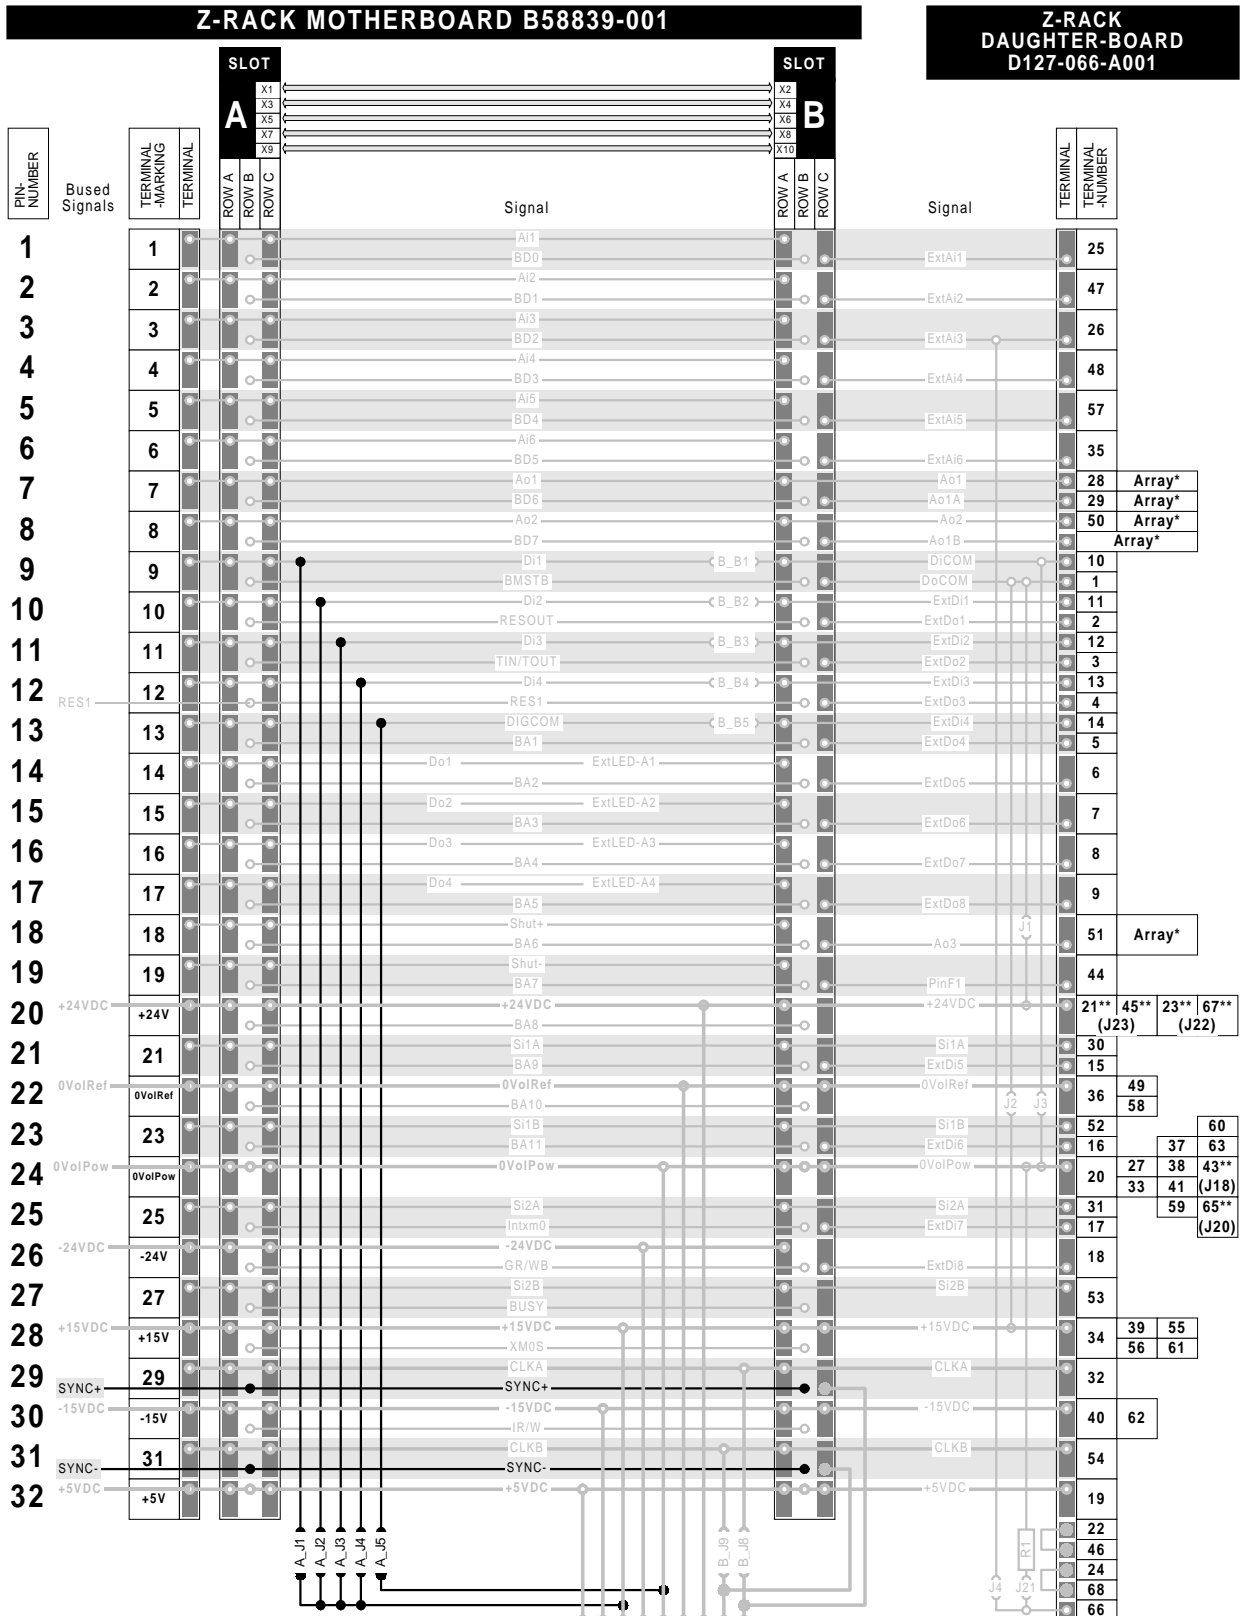 Z-RACK MOTHERBOARD B58839-001
Z-RACK
DAUGHTER-BOARD
D127-066-A001
SLOT
A
X1
X3
X5
X7
X9
SLOT
B
X2
X4
X6
X8
X10
PIN-
NUMBER
Bused
Signals
TERMINAL
-MARKING
TERMINAL
ROW A
ROW B
ROW C
Signal
ROW A
ROW B
ROW C
Signal
TERMINAL
TERMINAL
-NUMBER
1 1 Ai1 25
BD0 ExtAi1
2 2 Ai2 47
BD1 ExtAi2
3 3 Ai3 26
BD2 ExtAi3
4 4 Ai4 48
BD3 ExtAi4
5 5 Ai5 57
BD4 ExtAi5
6 6 Ai6 35
BD5 ExtAi6
7 7 Ao1 Ao1 28 Array*
BD6 Ao1A 29 Array*
8 8 Ao2 Ao2 50 Array*
BD7 Ao1B Array*
9 9 Di1 B_B1 DiCOM 10
BMSTB DoCOM 1
10 10 Di2 B_B2 ExtDi1 11
RESOUT ExtDo1 2
11 11 Di3 B_B3 ExtDi2 12
TIN/TOUT ExtDo2 3
12 12 Di4 B_B4 ExtDi3 13
RES1 RES1 ExtDo3 4
13 13 DIGCOM B_B5 ExtDi4 14
BA1 ExtDo4 5
14 14 Do1 ExtLED-A1 6
BA2 ExtDo5
15 15 Do2 ExtLED-A2 7
BA3 ExtDo6
16 16 Do3 ExtLED-A3 8
BA4 ExtDo7
17 17 Do4 ExtLED-A4 9
BA5 ExtDo8
18 18 Shut+ J1 51 Array*
BA6 Ao3
19 19 Shut- 44
BA7 PinF1
20 +24VDC +24V +24VDC +24VDC 21** 45** 23** 67**
BA8 (J23) (J22)
21 21 Si1A Si1A 30
BA9 ExtDi5 15
22 0VolRef 0VolRef 0VolRef 0VolRef 36 49
BA10 J2 J3 58
23 23 Si1B Si1B 52 60
BA11 ExtDi6 16 37 63
24 0VolPow 0VolPow 0VolPow 0VolPow 20 27 38 43**
33 41 (J18)
25 25 Si2A Si2A 31 59 65**
Intxm0 ExtDi7 17 (J20)
26 -24VDC -24V -24VDC 18
GR/WB ExtDi8
27 27 Si2B Si2B 53
BUSY
28 +15VDC +15V +15VDC +15VDC 34 39 55
XM0S 56 61
29 29 CLKA CLKA 32
SYNC+ SYNC+
30 -15VDC -15V -15VDC -15VDC 40 62
IR/W
31 31 CLKB CLKB 54
SYNC- SYNC-
32 +5VDC +5V +5VDC +5VDC 19
A_J1 A_J2 A_J3 A_J4 A_J5 B_J9 B_J8 R1 22
46
24
J4 J21 68
66